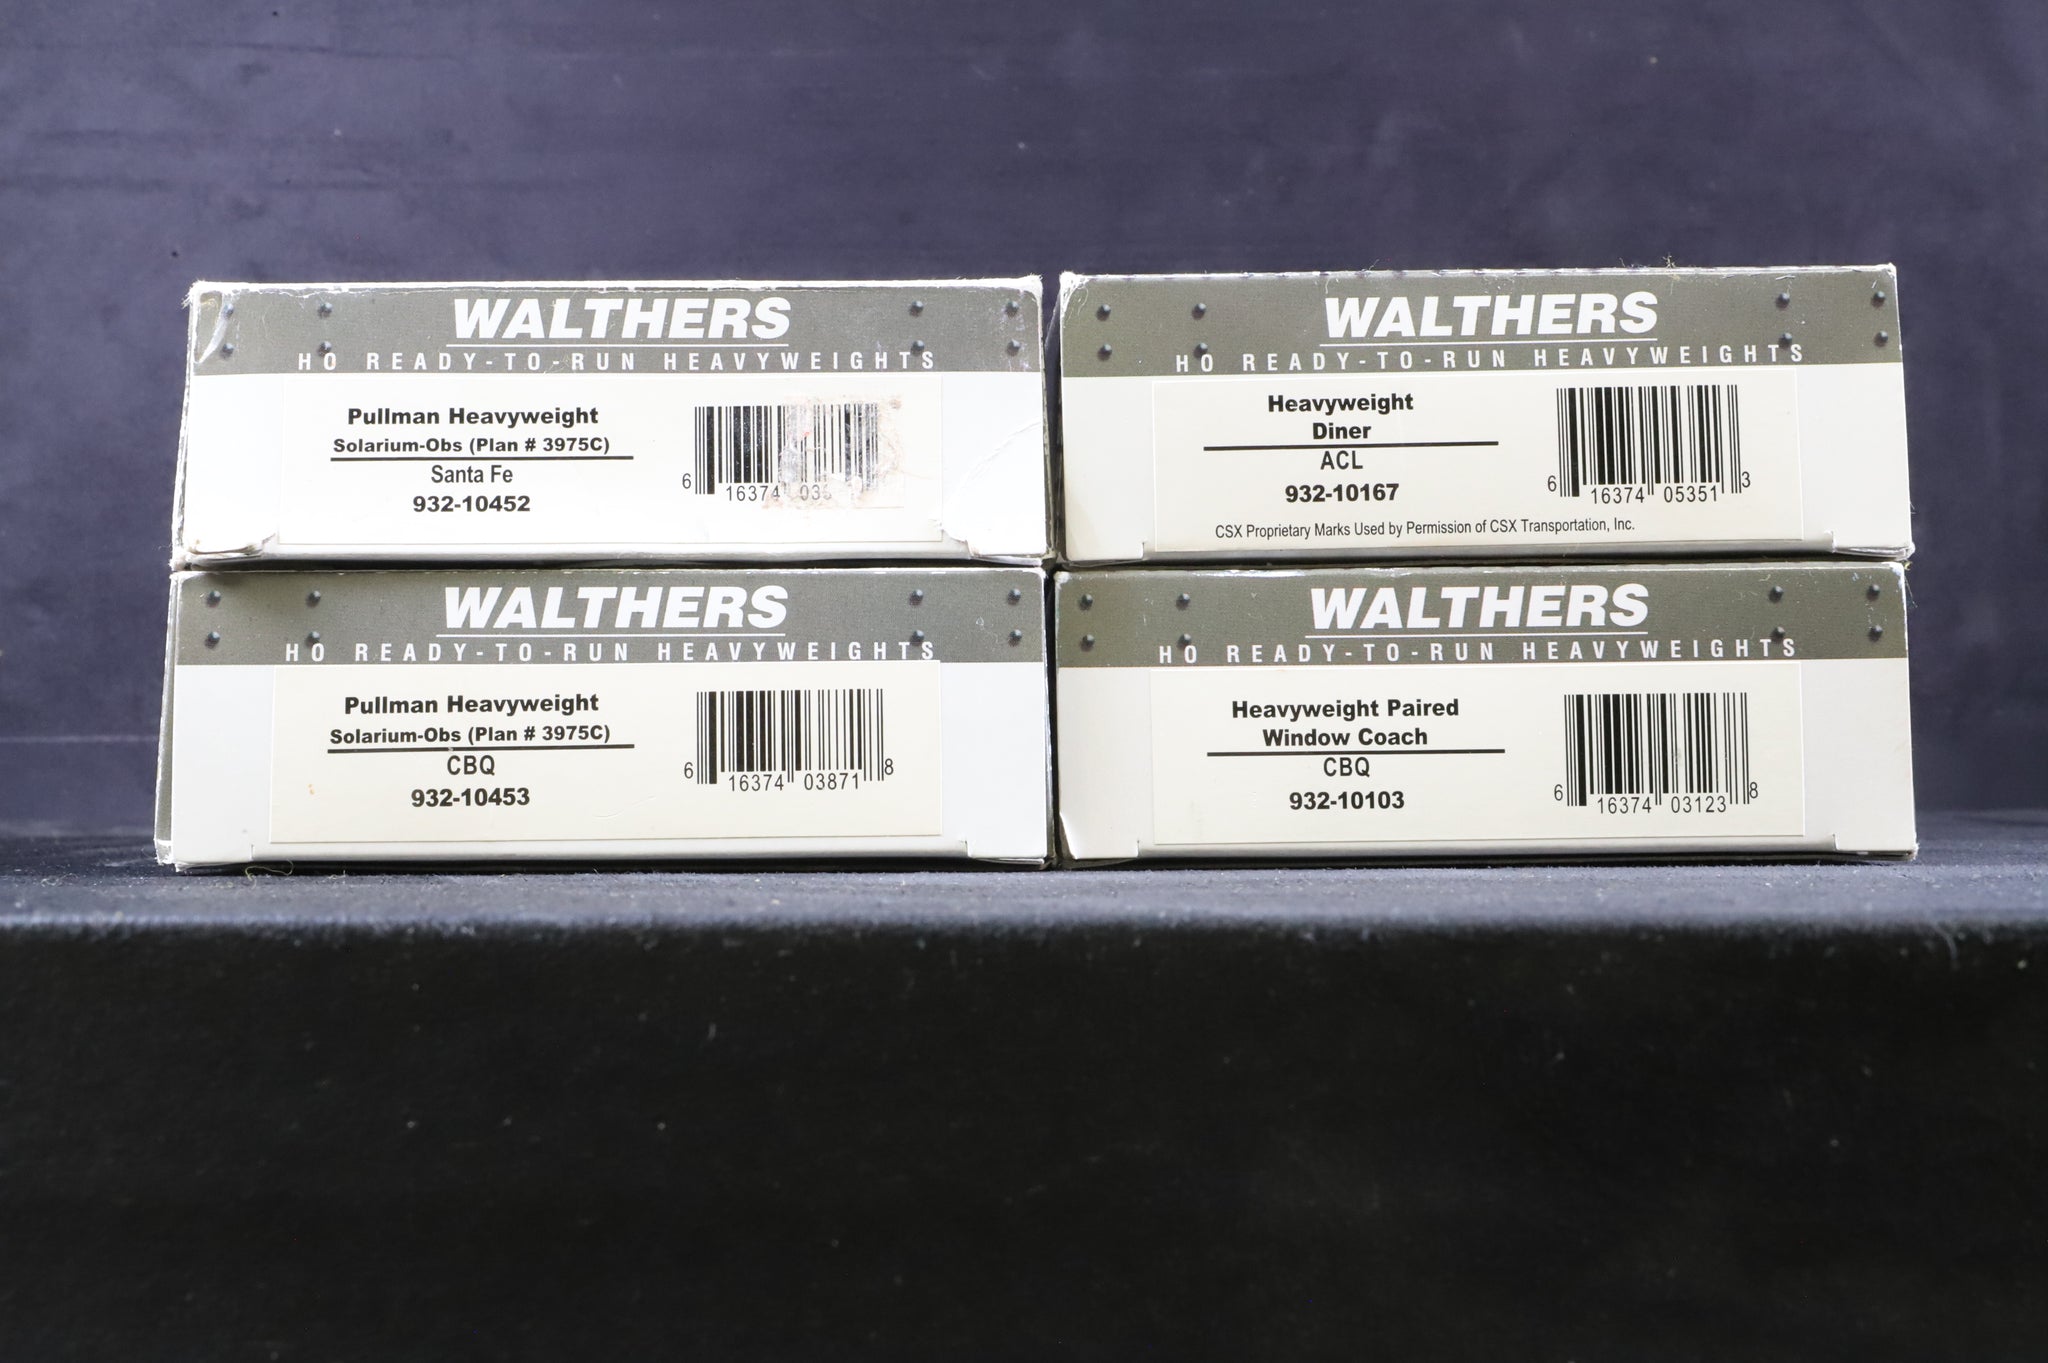 WALTHERS
HO READY-TO-RUN HEAVYWEIGHTS
Pullman Heavyweight
Solarium-Obs (Plan # 3975C)
Santa Fe
932-10452
6 16374
WALTHERS
HO READY-TO-RUN HEAVYWEIGHTS
Heavyweight
Diner
ACL
932-10167
6 16374 05351 3
CSX Proprietary Marks Used by Permission of CSX Transportation, Inc.
WALTHERS
HO READY-TO-RUN HEAVYWEIGHTS
Pullman Heavyweight
Solarium-Obs (Plan # 3975C)
CBQ
932-10453
6 16374 03871 8
WALTHERS
HO READY-TO-RUN HEAVYWEIGHTS
Heavyweight Paired
Window Coach
CBQ
932-10103
6 16374 03123 8